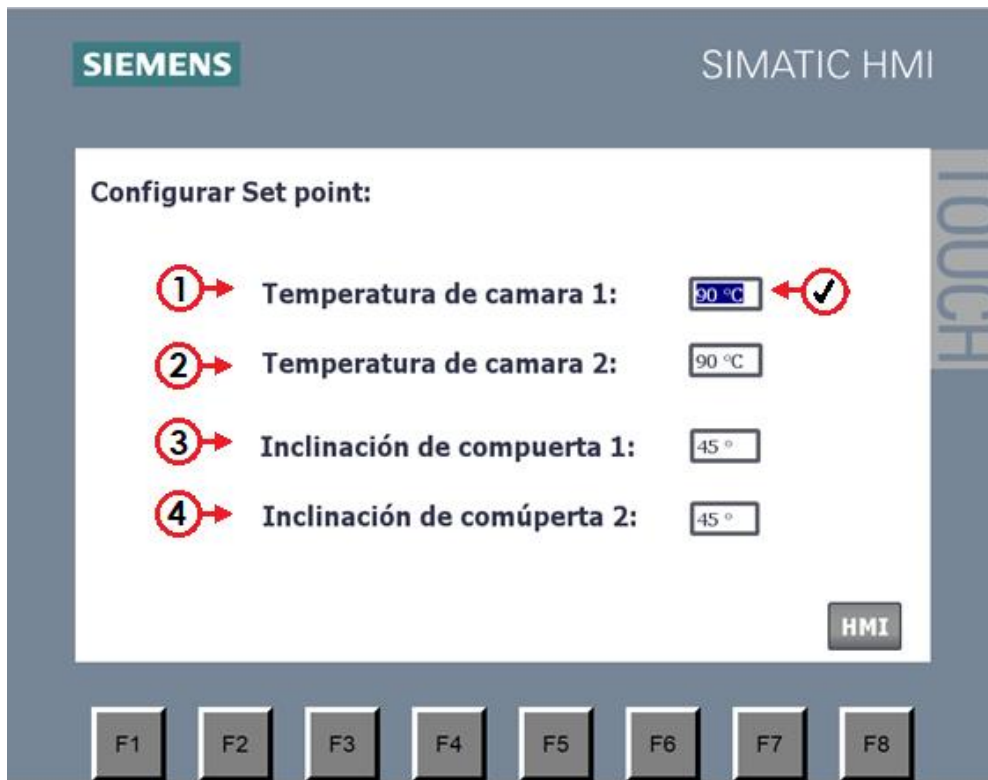 SIEMENS
SIMATIC HMI
TOUCH
Configurar Set point:
1 Temperatura de camara 1: 90 °C ✓
2 Temperatura de camara 2: 90 °C
3 Inclinación de compuerta 1: 45 °
4 Inclinación de comúperta 2: 45 °
HMI
F1 F2 F3 F4 F5 F6 F7 F8